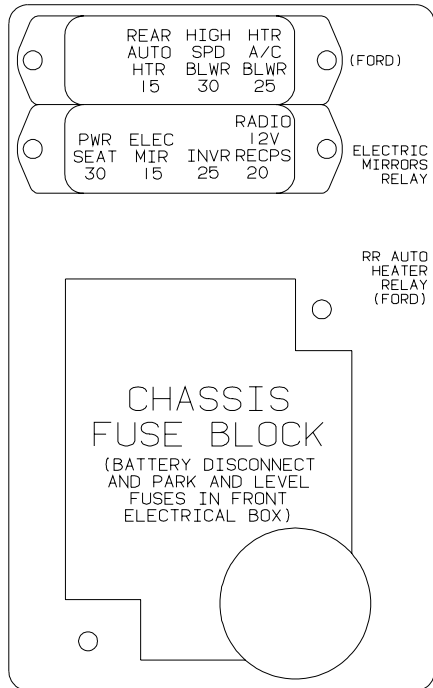 REAR HIGH HTR
AUTO SPD A/C
HTR BLWR BLWR
15 30 25
(FORD)
RADIO
PWR ELEC 12V
SEAT MIR INVR RECPS
30 15 25 20
ELECTRIC
MIRRORS
RELAY
RR AUTO
HEATER
RELAY
(FORD)
CHASSIS
FUSE BLOCK
(BATTERY DISCONNECT
AND PARK AND LEVEL
FUSES IN FRONT
ELECTRICAL BOX)